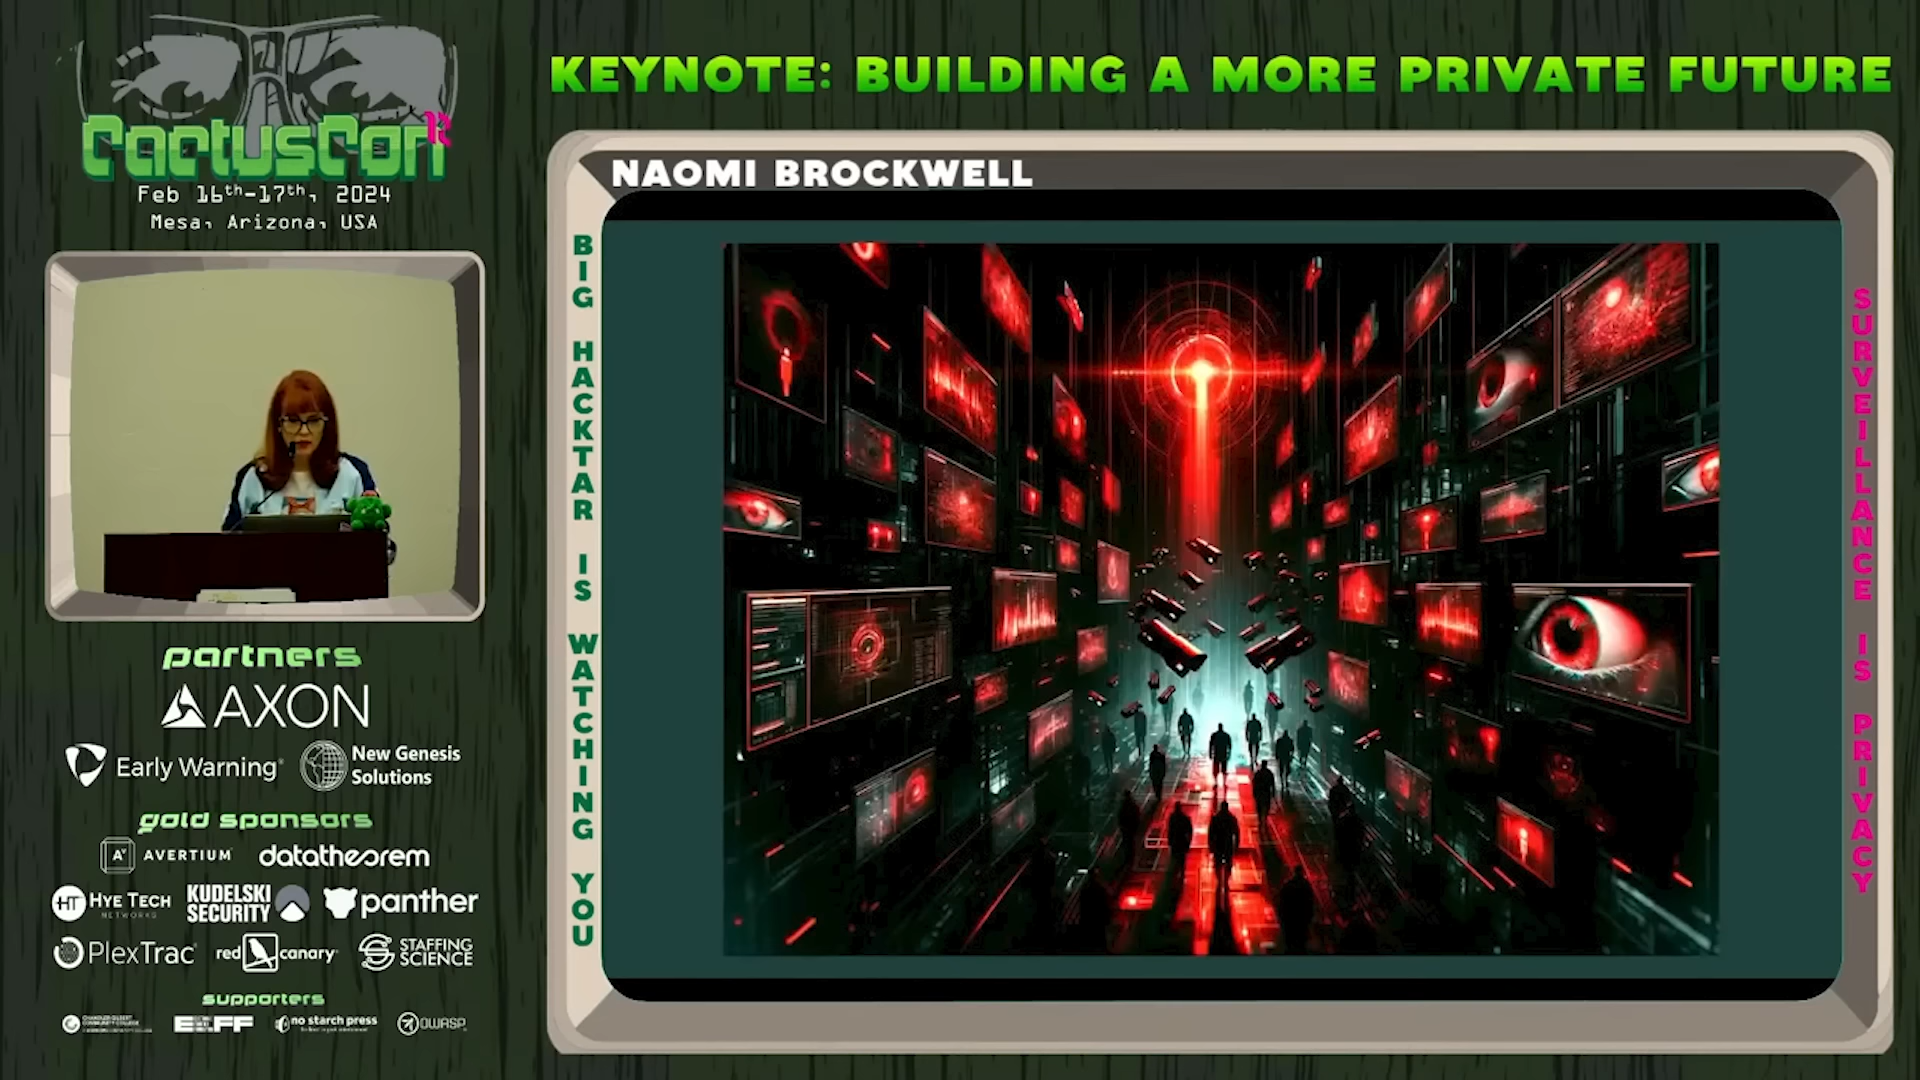 CactusCon
Feb 16th-17th, 2024
Mesa, Arizona, USA
KEYNOTE: BUILDING A MORE PRIVATE FUTURE
NAOMI BROCKWELL
BIG HACKTAR IS WATCHING YOU
SURVEILLANCE IS PRIVACY
partners
AXON
Early Warning
New Genesis
Solutions
gold sponsors
AVERTIUM
datatheorem
HT HYE TECH
NETWORKS
KUDELSKI
SECURITY
panther
PlexTrac
red canary
STAFFING
SCIENCE
supporters
EFF
no starch press
OWASP